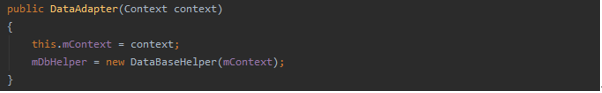 public DataAdapter(Context context)
{
    this.mContext = context;
    mDbHelper = new DataBaseHelper(mContext);
}